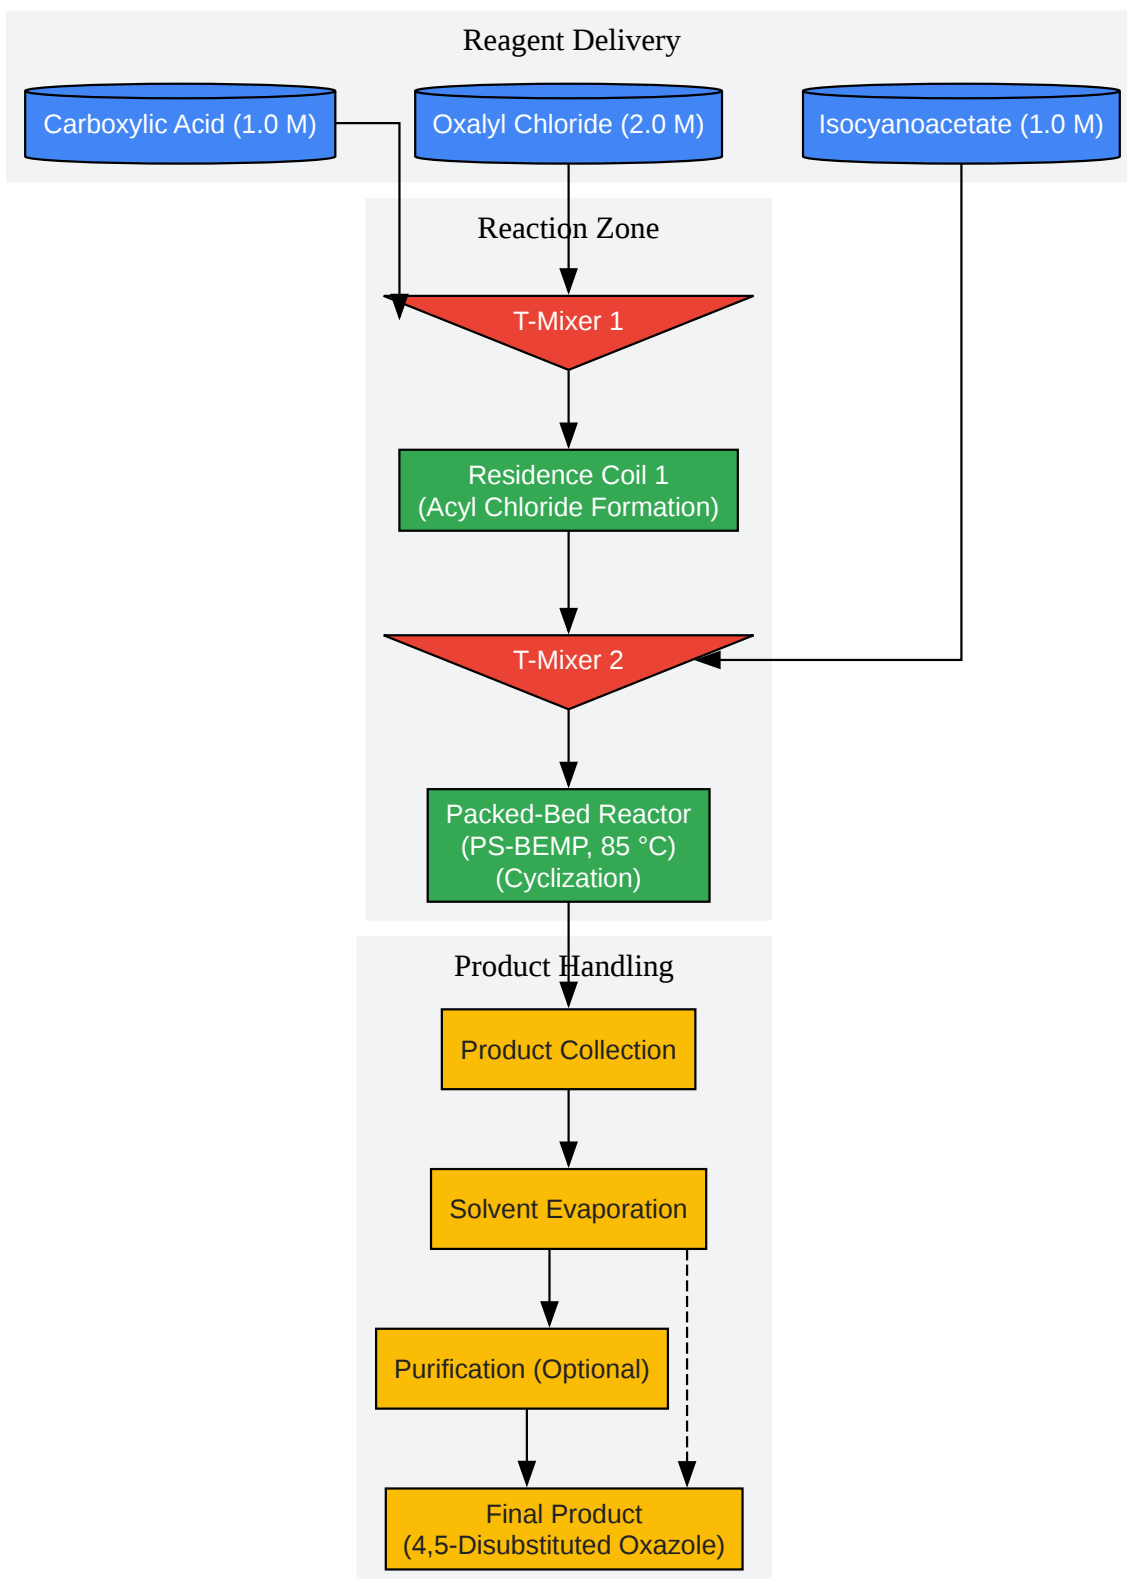 Reagent Delivery
Carboxylic Acid (1.0 M)
Oxalyl Chloride (2.0 M)
Isocyanoacetate (1.0 M)
Reaction Zone
T-Mixer 1
Residence Coil 1
(Acyl Chloride Formation)
T-Mixer 2
Packed-Bed Reactor
(PS-BEMP, 85 °C)
(Cyclization)
Product Handling
Product Collection
Solvent Evaporation
Purification (Optional)
Final Product
(4,5-Disubstituted Oxazole)